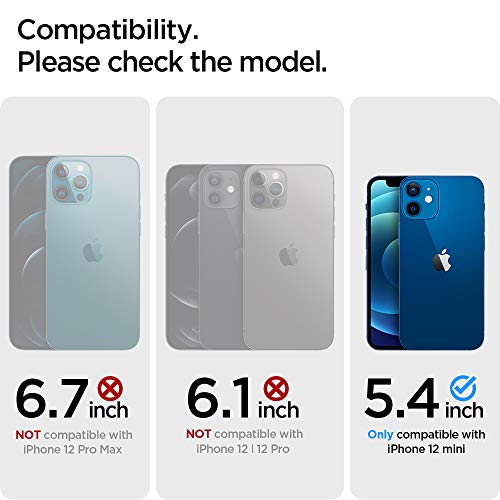 Compatibility.
Please check the model.
6.7 inch
NOT compatible with
iPhone 12 Pro Max
6.1 inch
NOT compatible with
iPhone 12 | 12 Pro
5.4 inch
Only compatible with
iPhone 12 mini